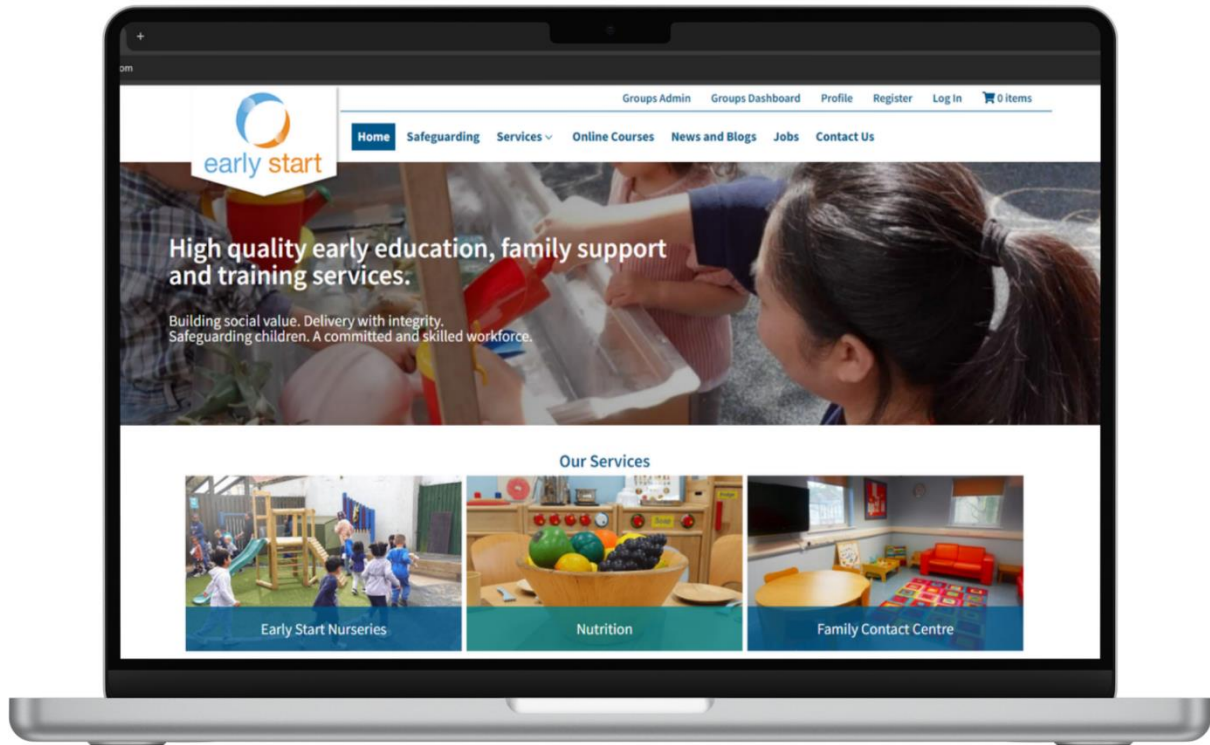 +
om
Groups Admin Groups Dashboard Profile Register Log In 0 items
early start
Home Safeguarding Services Online Courses News and Blogs Jobs Contact Us
High quality early education, family support
and training services.
Building social value. Delivery with integrity.
Safeguarding children. A committed and skilled workforce.
Our Services
Fridge
Early Start Nurseries
Nutrition
Family Contact Centre